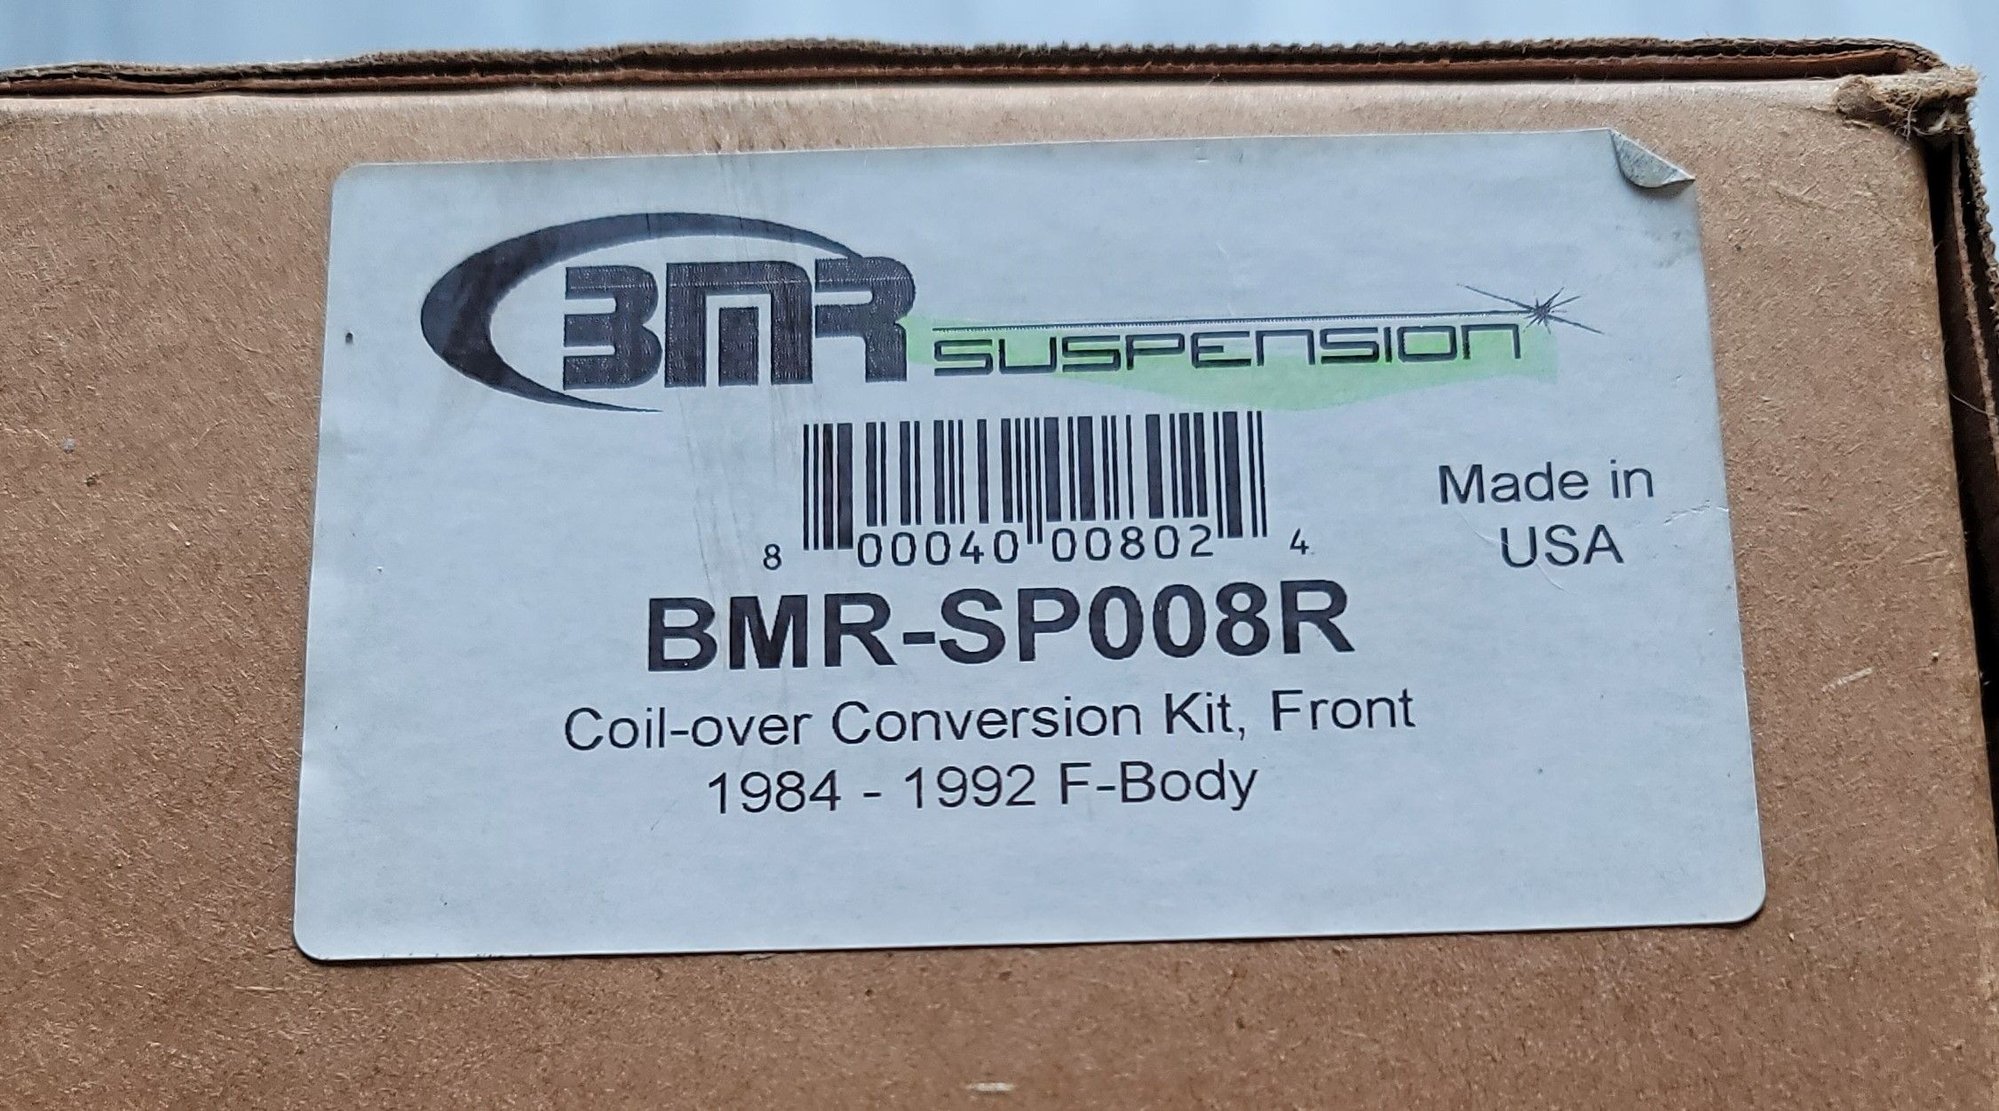 BMR SUSPENSION
8 00040 00802 4
Made in
USA
BMR-SP008R
Coil-over Conversion Kit, Front
1984 - 1992 F-Body